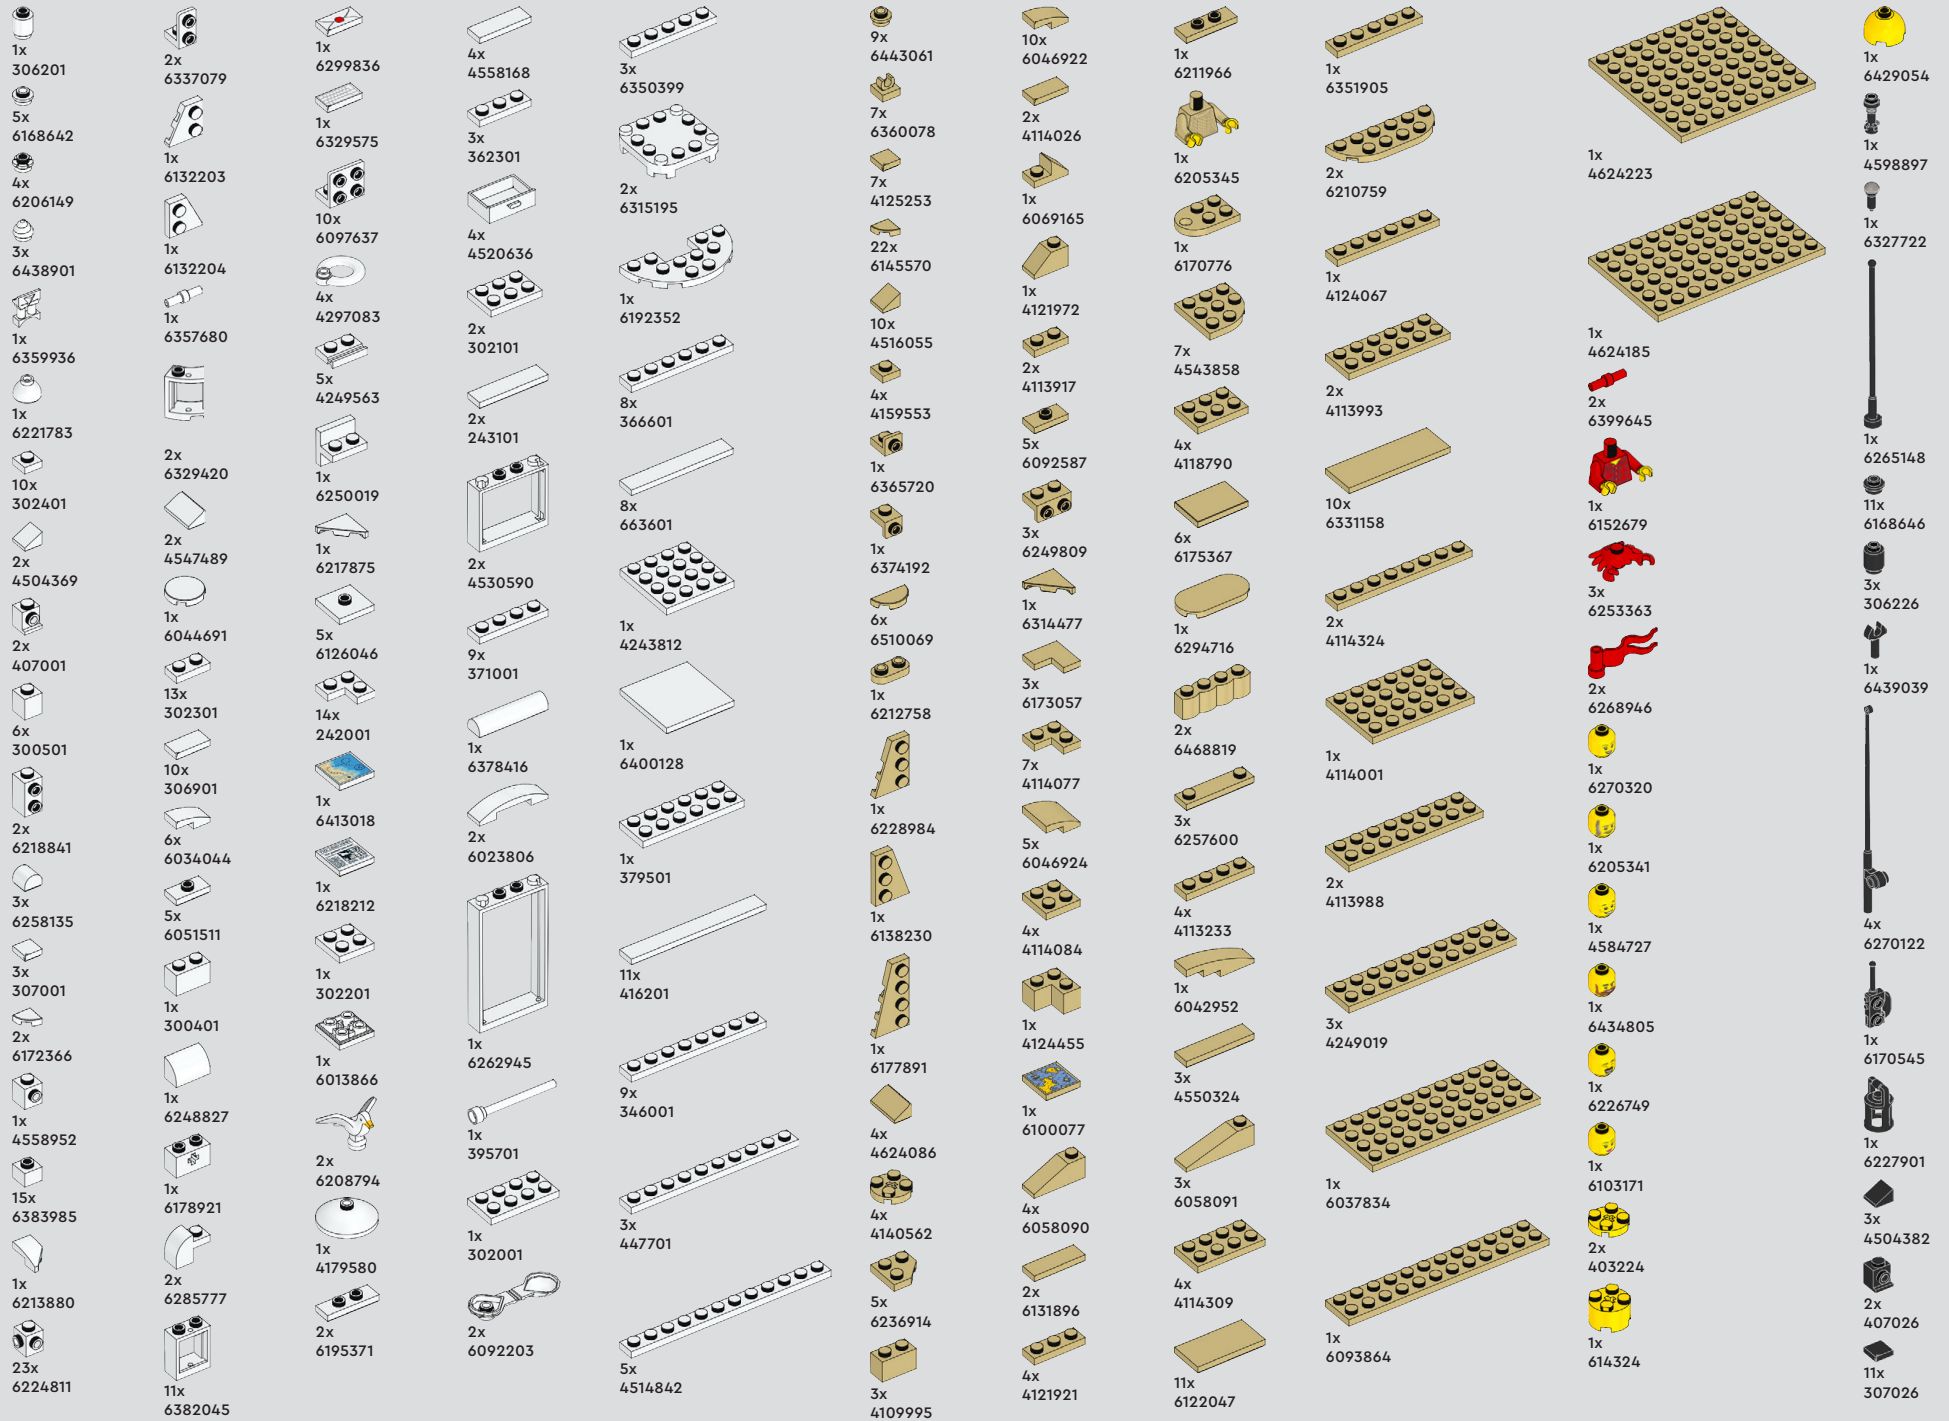 1x
306201
5x
6168642
4x
6206149
3x
6438901
1x
6359936
1x
6221783
10x
302401
2x
4504369
2x
407001
6x
300501
2x
6218841
3x
6258135
3x
307001
2x
6172366
1x
4558952
15x
6383985
1x
6213880
23x
6224811
2x
6337079
1x
6132203
1x
6132204
1x
6357680
2x
6329420
2x
4547489
1x
6044691
13x
302301
10x
306901
6x
6034044
5x
6051511
1x
300401
1x
6248827
1x
6178921
2x
6285777
11x
6382045
1x
6299836
1x
6329575
10x
6097637
4x
4297083
5x
4249563
1x
6250019
1x
6217875
5x
6126046
14x
242001
1x
6413018
1x
6218212
1x
302201
1x
6013866
2x
6208794
1x
4179580
2x
6195371
4x
4558168
3x
362301
4x
4520636
2x
302101
2x
243101
2x
4530590
9x
371001
1x
6378416
2x
6023806
1x
6262945
1x
395701
1x
302001
2x
6092203
3x
6350399
2x
6315195
1x
6192352
8x
366601
8x
663601
1x
4243812
1x
6400128
1x
379501
11x
416201
9x
346001
3x
447701
5x
4514842
9x
6443061
7x
6360078
7x
4125253
22x
6145570
10x
4516055
4x
4159553
1x
6365720
1x
6374192
6x
6510069
1x
6212758
1x
6228984
1x
6138230
1x
6177891
4x
4624086
4x
4140562
5x
6236914
3x
4109995
10x
6046922
2x
4114026
1x
6069165
1x
4121972
2x
4113917
5x
6092587
3x
6249809
1x
6314477
3x
6173057
7x
4114077
5x
6046924
4x
4114084
1x
4124455
1x
6100077
4x
6058090
2x
6131896
4x
4121921
1x
6211966
1x
6205345
1x
6170776
7x
4543858
4x
4118790
6x
6175367
1x
6294716
2x
6468819
3x
6257600
4x
4113233
1x
6042952
3x
4550324
3x
6058091
4x
4114309
11x
6122047
1x
6351905
2x
6210759
1x
4124067
2x
4113993
10x
6331158
2x
4114324
1x
4114001
2x
4113988
3x
4249019
1x
6037834
1x
6093864
1x
4624223
1x
4624185
2x
6399645
1x
6152679
3x
6253363
2x
6268946
1x
6270320
1x
6205341
1x
4584727
1x
6434805
1x
6226749
1x
6103171
2x
403224
1x
614324
1x
6429054
1x
4598897
1x
6327722
1x
6265148
11x
6168646
3x
306226
1x
6439039
4x
6270122
1x
6170545
1x
6227901
3x
4504382
2x
407026
11x
307026